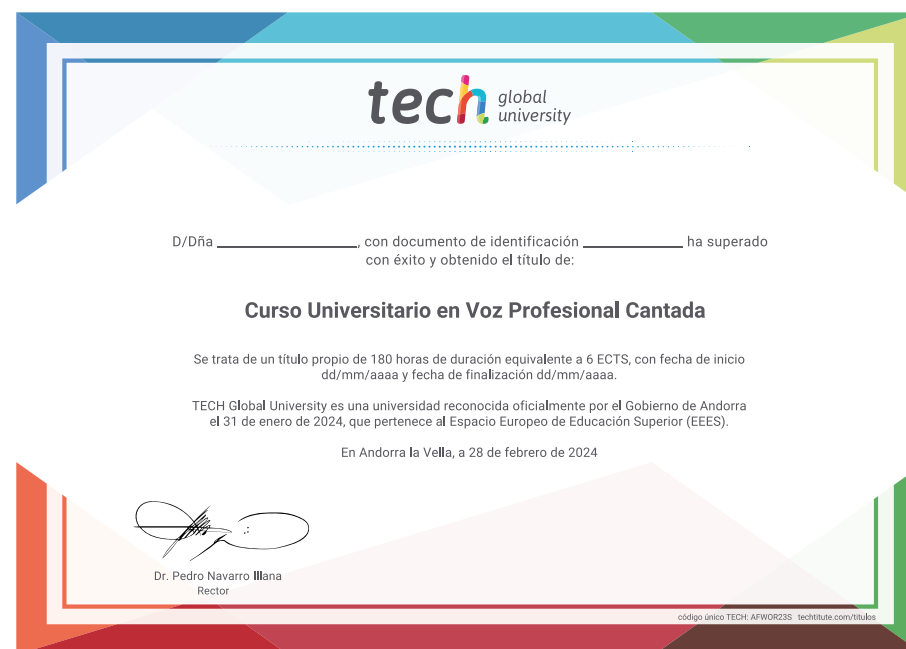 tech global university
D/Dña ____________________, con documento de identificación ______________ ha superado
con éxito y obtenido el título de:
Curso Universitario en Voz Profesional Cantada
Se trata de un título propio de 180 horas de duración equivalente a 6 ECTS, con fecha de inicio
dd/mm/aaaa y fecha de finalización dd/mm/aaaa.
TECH Global University es una universidad reconocida oficialmente por el Gobierno de Andorra
el 31 de enero de 2024, que pertenece al Espacio Europeo de Educación Superior (EEES).
En Andorra la Vella, a 28 de febrero de 2024
Dr. Pedro Navarro Illana
Rector
código único TECH: AFWOR23S techtitute.com/titulos